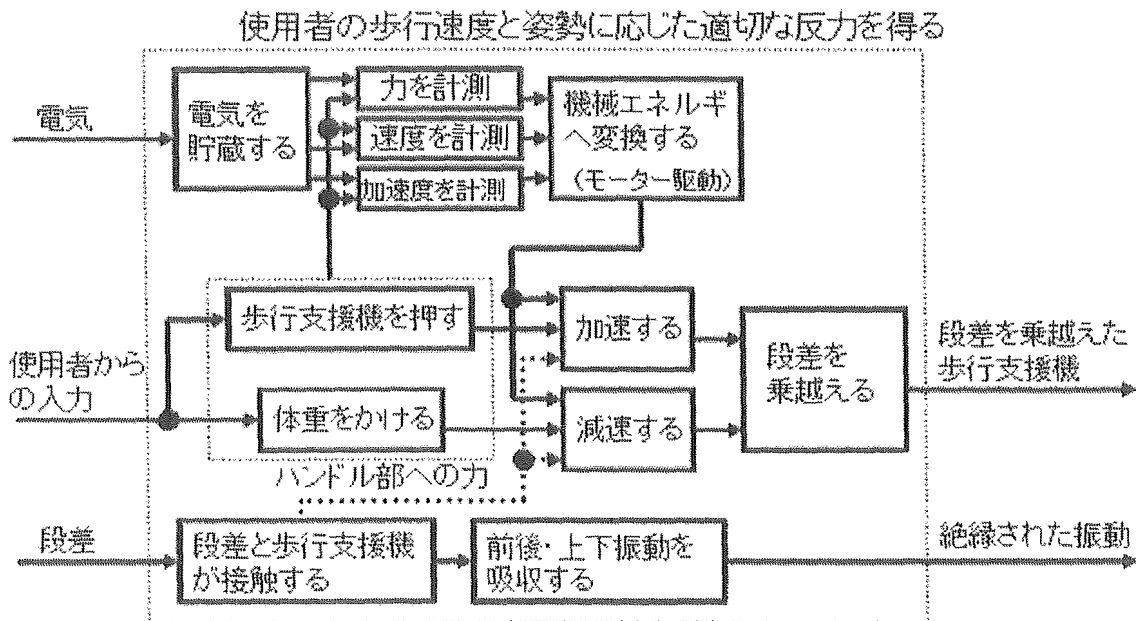 使用者の歩行速度と姿勢に応じた適切な反力を得る
電気
電気を
貯蔵する
力を計測
速度を計測
加速度を計測
機械エネルギ
へ変換する
（モーター駆動）
使用者から
の入力
歩行支援機を押す
体重をかける
ハンドル部への力
加速する
減速する
段差を
乗越える
段差を乗越えた
歩行支援機
段差
段差と歩行支援機
が接触する
前後・上下振動を
吸収する
絶縁された振動